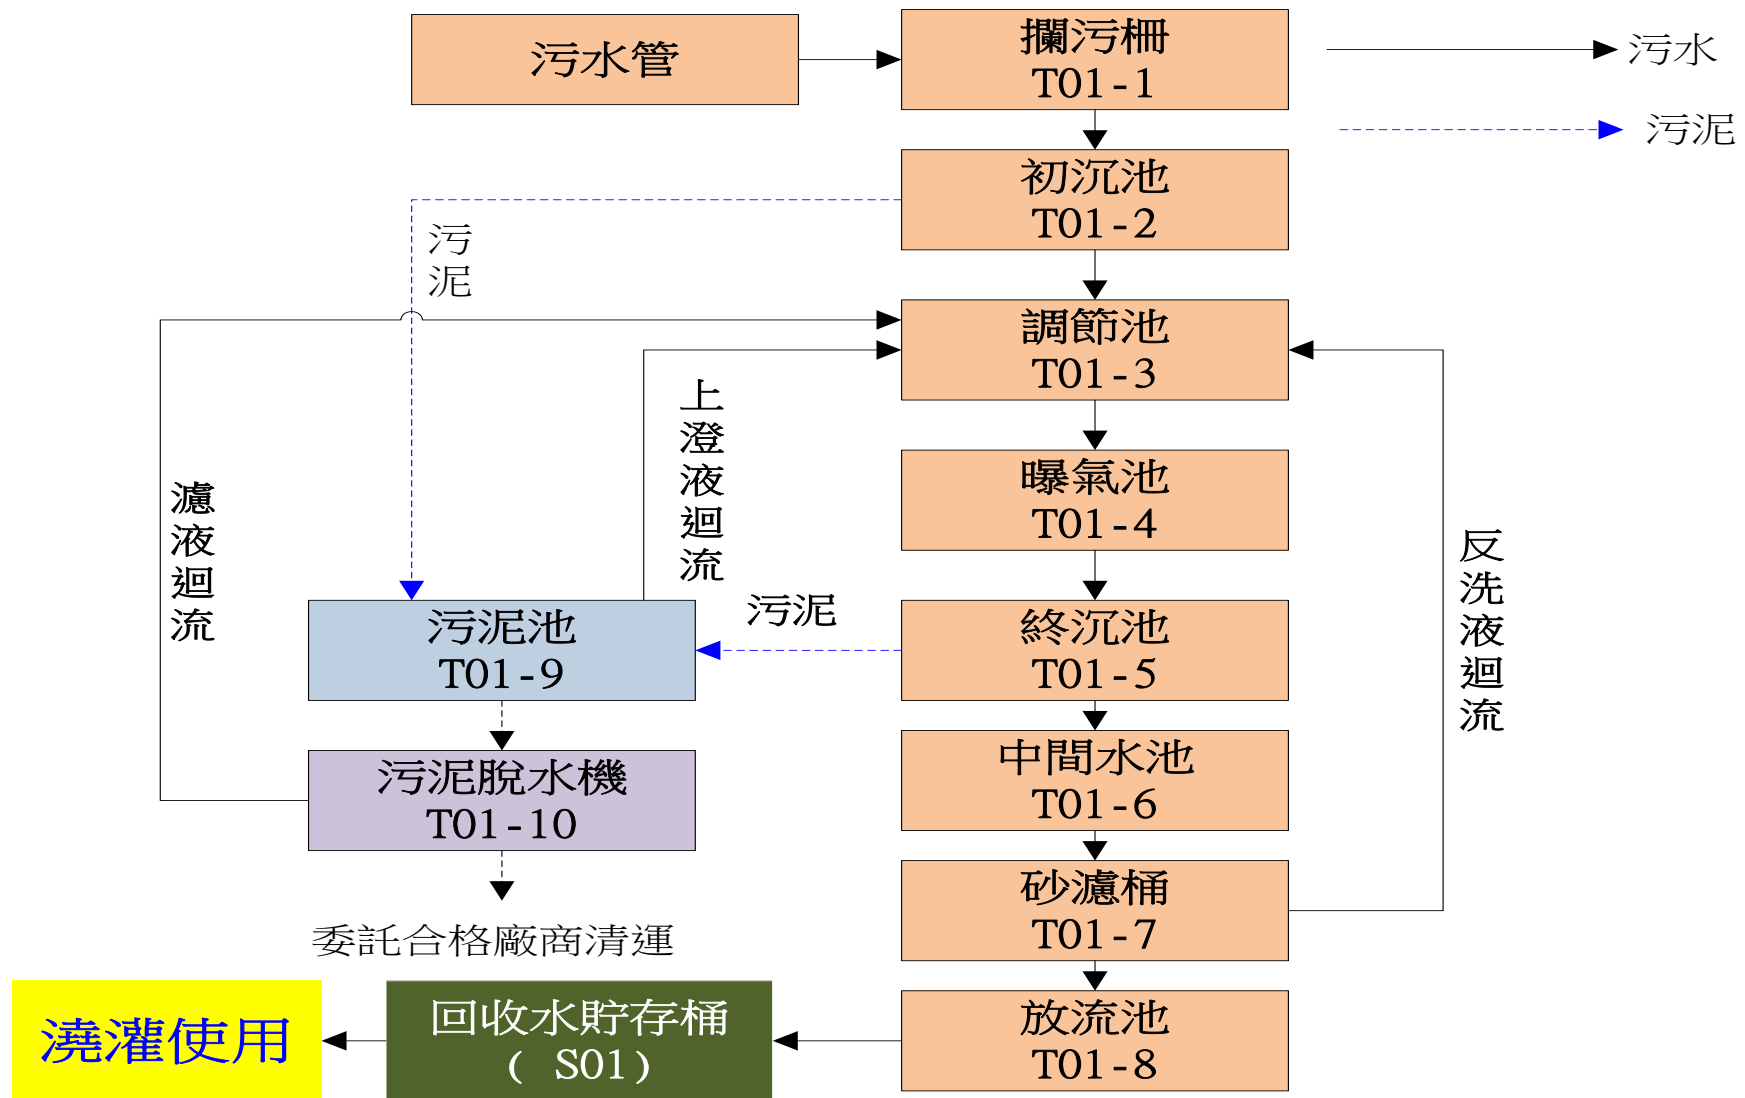 污水管
攔污柵
T01-1
污水
污泥
初沉池
T01-2
污泥
調節池
T01-3
上澄液迴流
曝氣池
T01-4
濾液迴流
反洗液迴流
污泥池
T01-9
污泥
終沉池
T01-5
污泥脫水機
T01-10
中間水池
T01-6
砂濾桶
T01-7
委託合格廠商清運
澆灌使用
回收水貯存桶
( S01)
放流池
T01-8